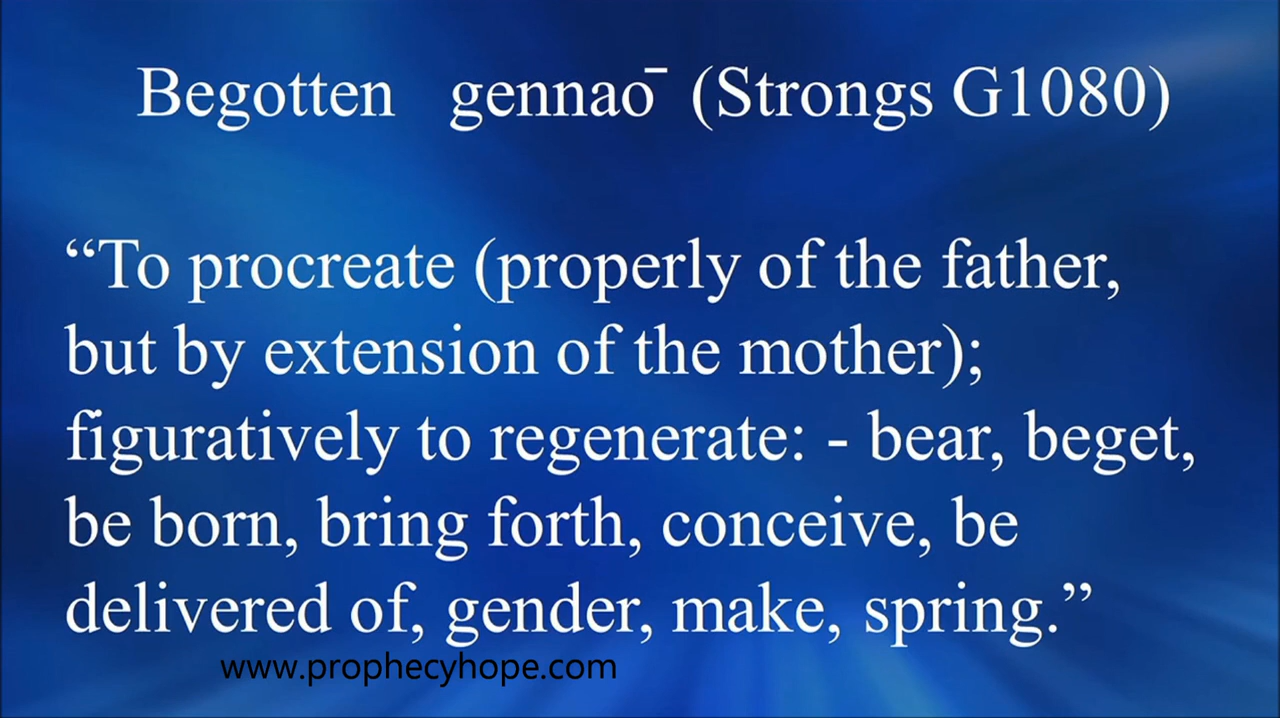 Begotten gennaō (Strongs G1080)
“To procreate (properly of the father,
but by extension of the mother);
figuratively to regenerate: - bear, beget,
be born, bring forth, conceive, be
delivered of, gender, make, spring.”
www.prophecyhope.com